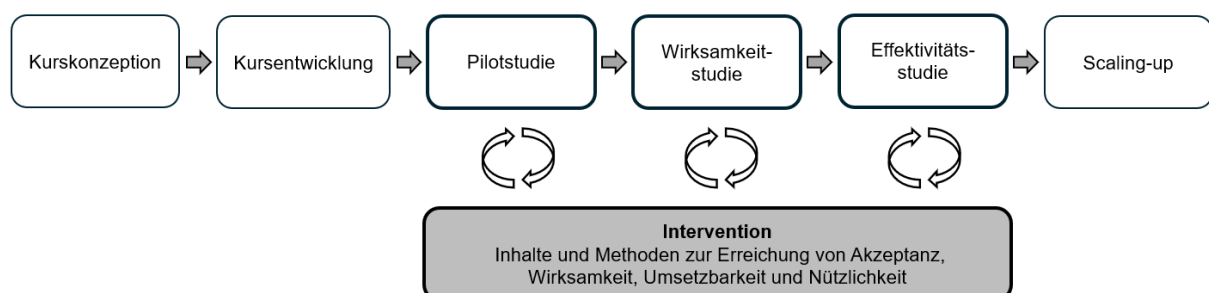 Kurskonzeption
Kursentwicklung
Pilotstudie
Wirksamkeit-
studie
Effektivitäts-
studie
Scaling-up
Intervention
Inhalte und Methoden zur Erreichung von Akzeptanz,
Wirksamkeit, Umsetzbarkeit und Nützlichkeit